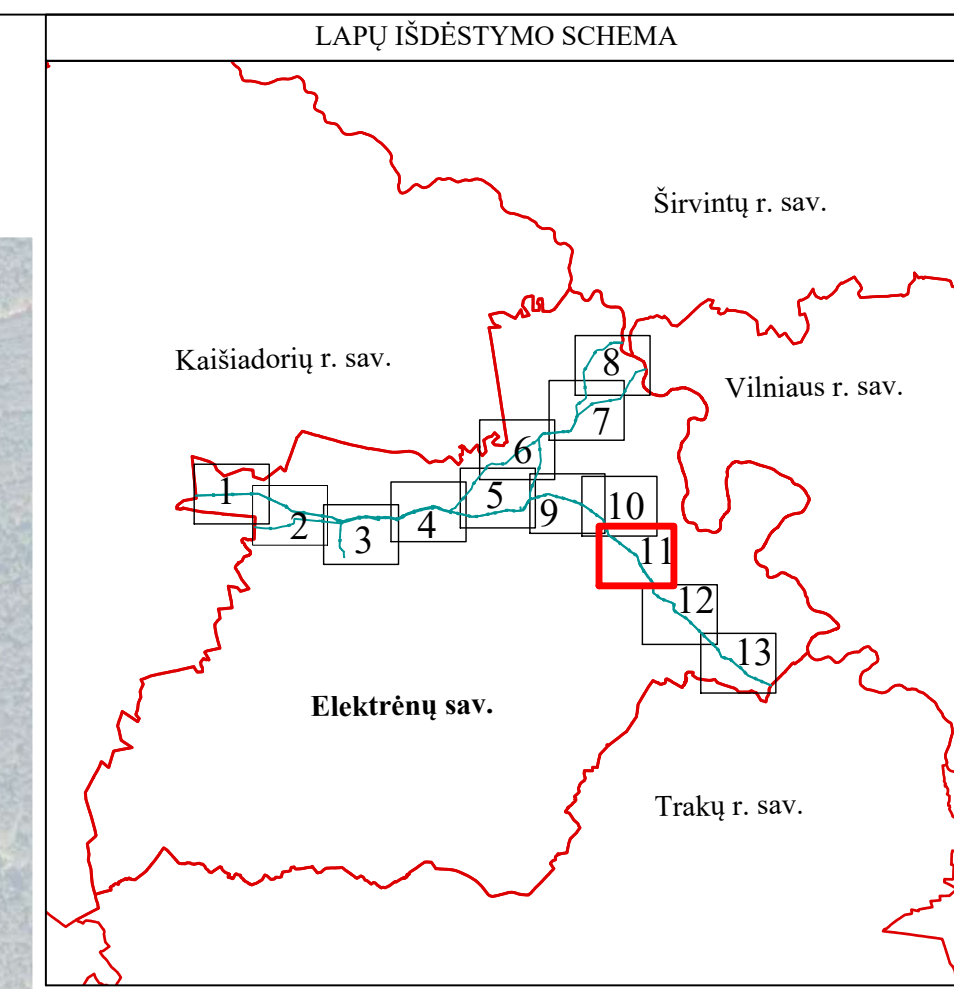 LAPŲ IŠDĖSTYMO SCHEMA
Širvintų r. sav.
Kaišiadorių r. sav.
8
Vilniaus r. sav.
7
6
1
5
10
9
2
4
3
11
12
13
Elektrėnų sav.
Trakų r. sav.